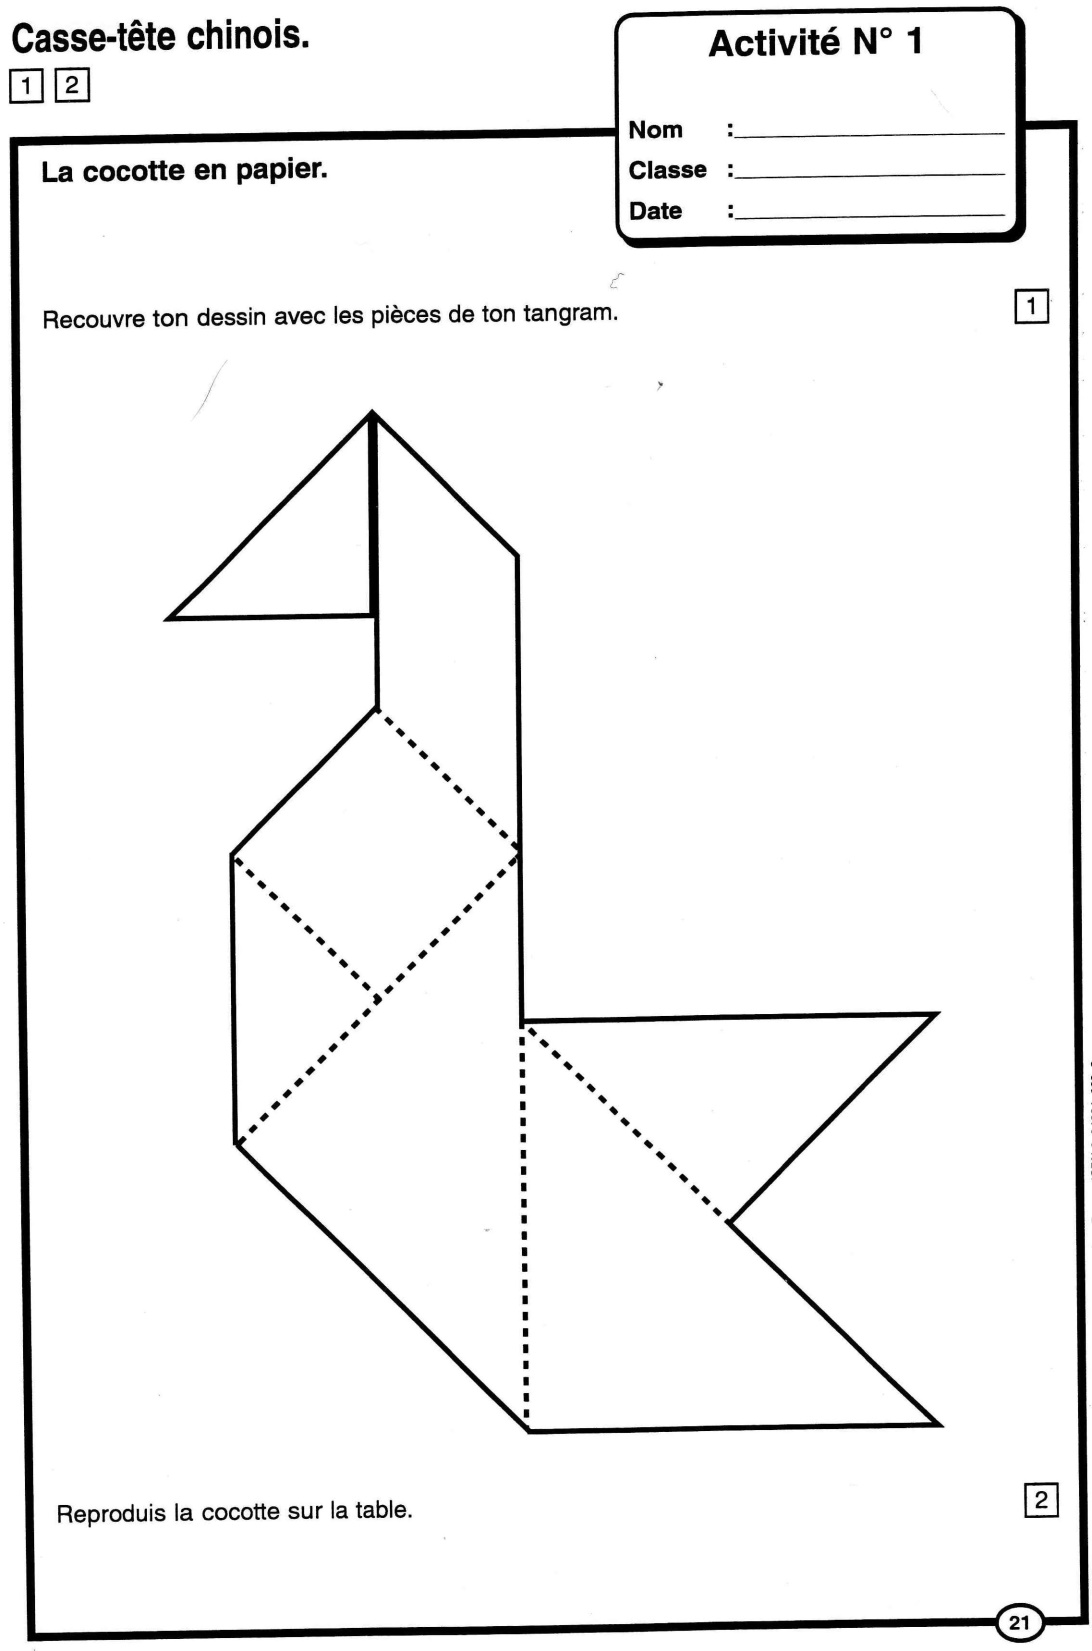 Casse-tête chinois.
1 2
Activité N° 1
Nom :
Classe :
Date :
La cocotte en papier.
Recouvre ton dessin avec les pièces de ton tangram.
1
Reproduis la cocotte sur la table.
2
21